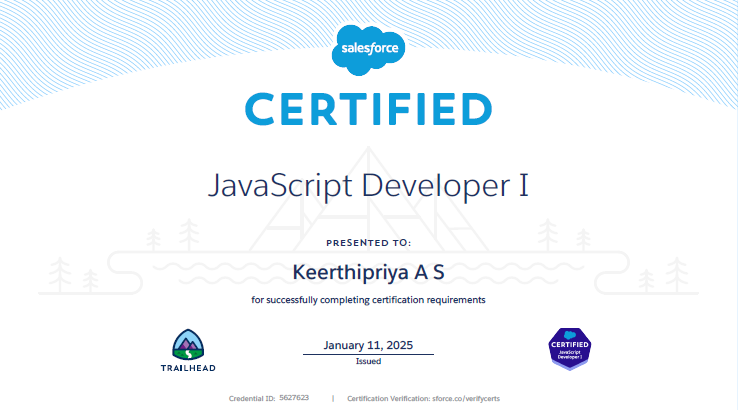 salesforce
CERTIFIED
JavaScript Developer I
PRESENTED TO:
Keerthipriya A S
for successfully completing certification requirements
TRAILHEAD
January 11, 2025
Issued
CERTIFIED
JavaScript
Developer I
Credential ID: 5627623 | Certification Verification: sforce.co/verifycerts